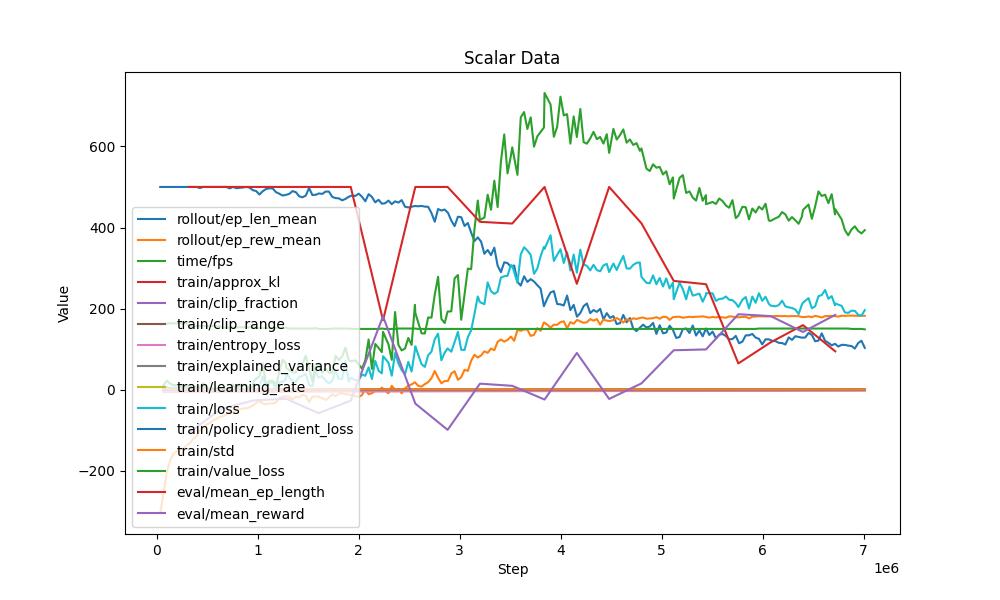 Scalar Data
600
400
200
0
−200
Value
rollout/ep_len_mean
rollout/ep_rew_mean
time/fps
train/approx_kl
train/clip_fraction
train/clip_range
train/entropy_loss
train/explained_variance
train/learning_rate
train/loss
train/policy_gradient_loss
train/std
train/value_loss
eval/mean_ep_length
eval/mean_reward
0 1 2 3 4 5 6 7
1e6
Step